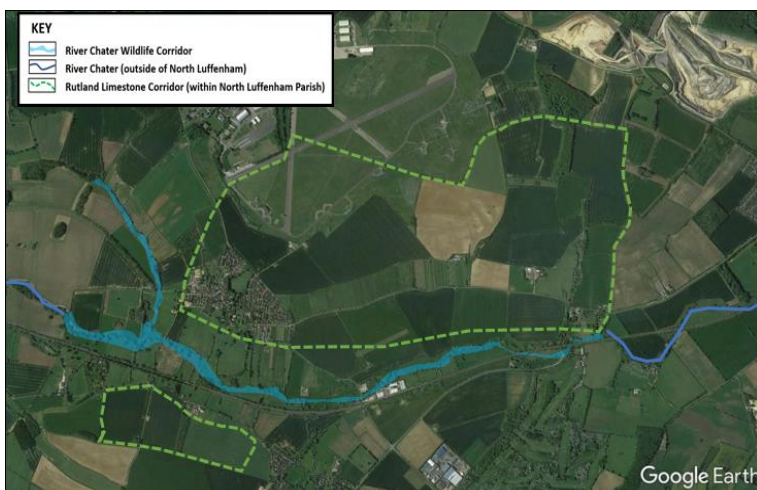 KEY
River Chater Wildlife Corridor
River Chater (outside of North Luffenham)
Rutland Limestone Corridor (within North Luffenham Parish)
Google Earth